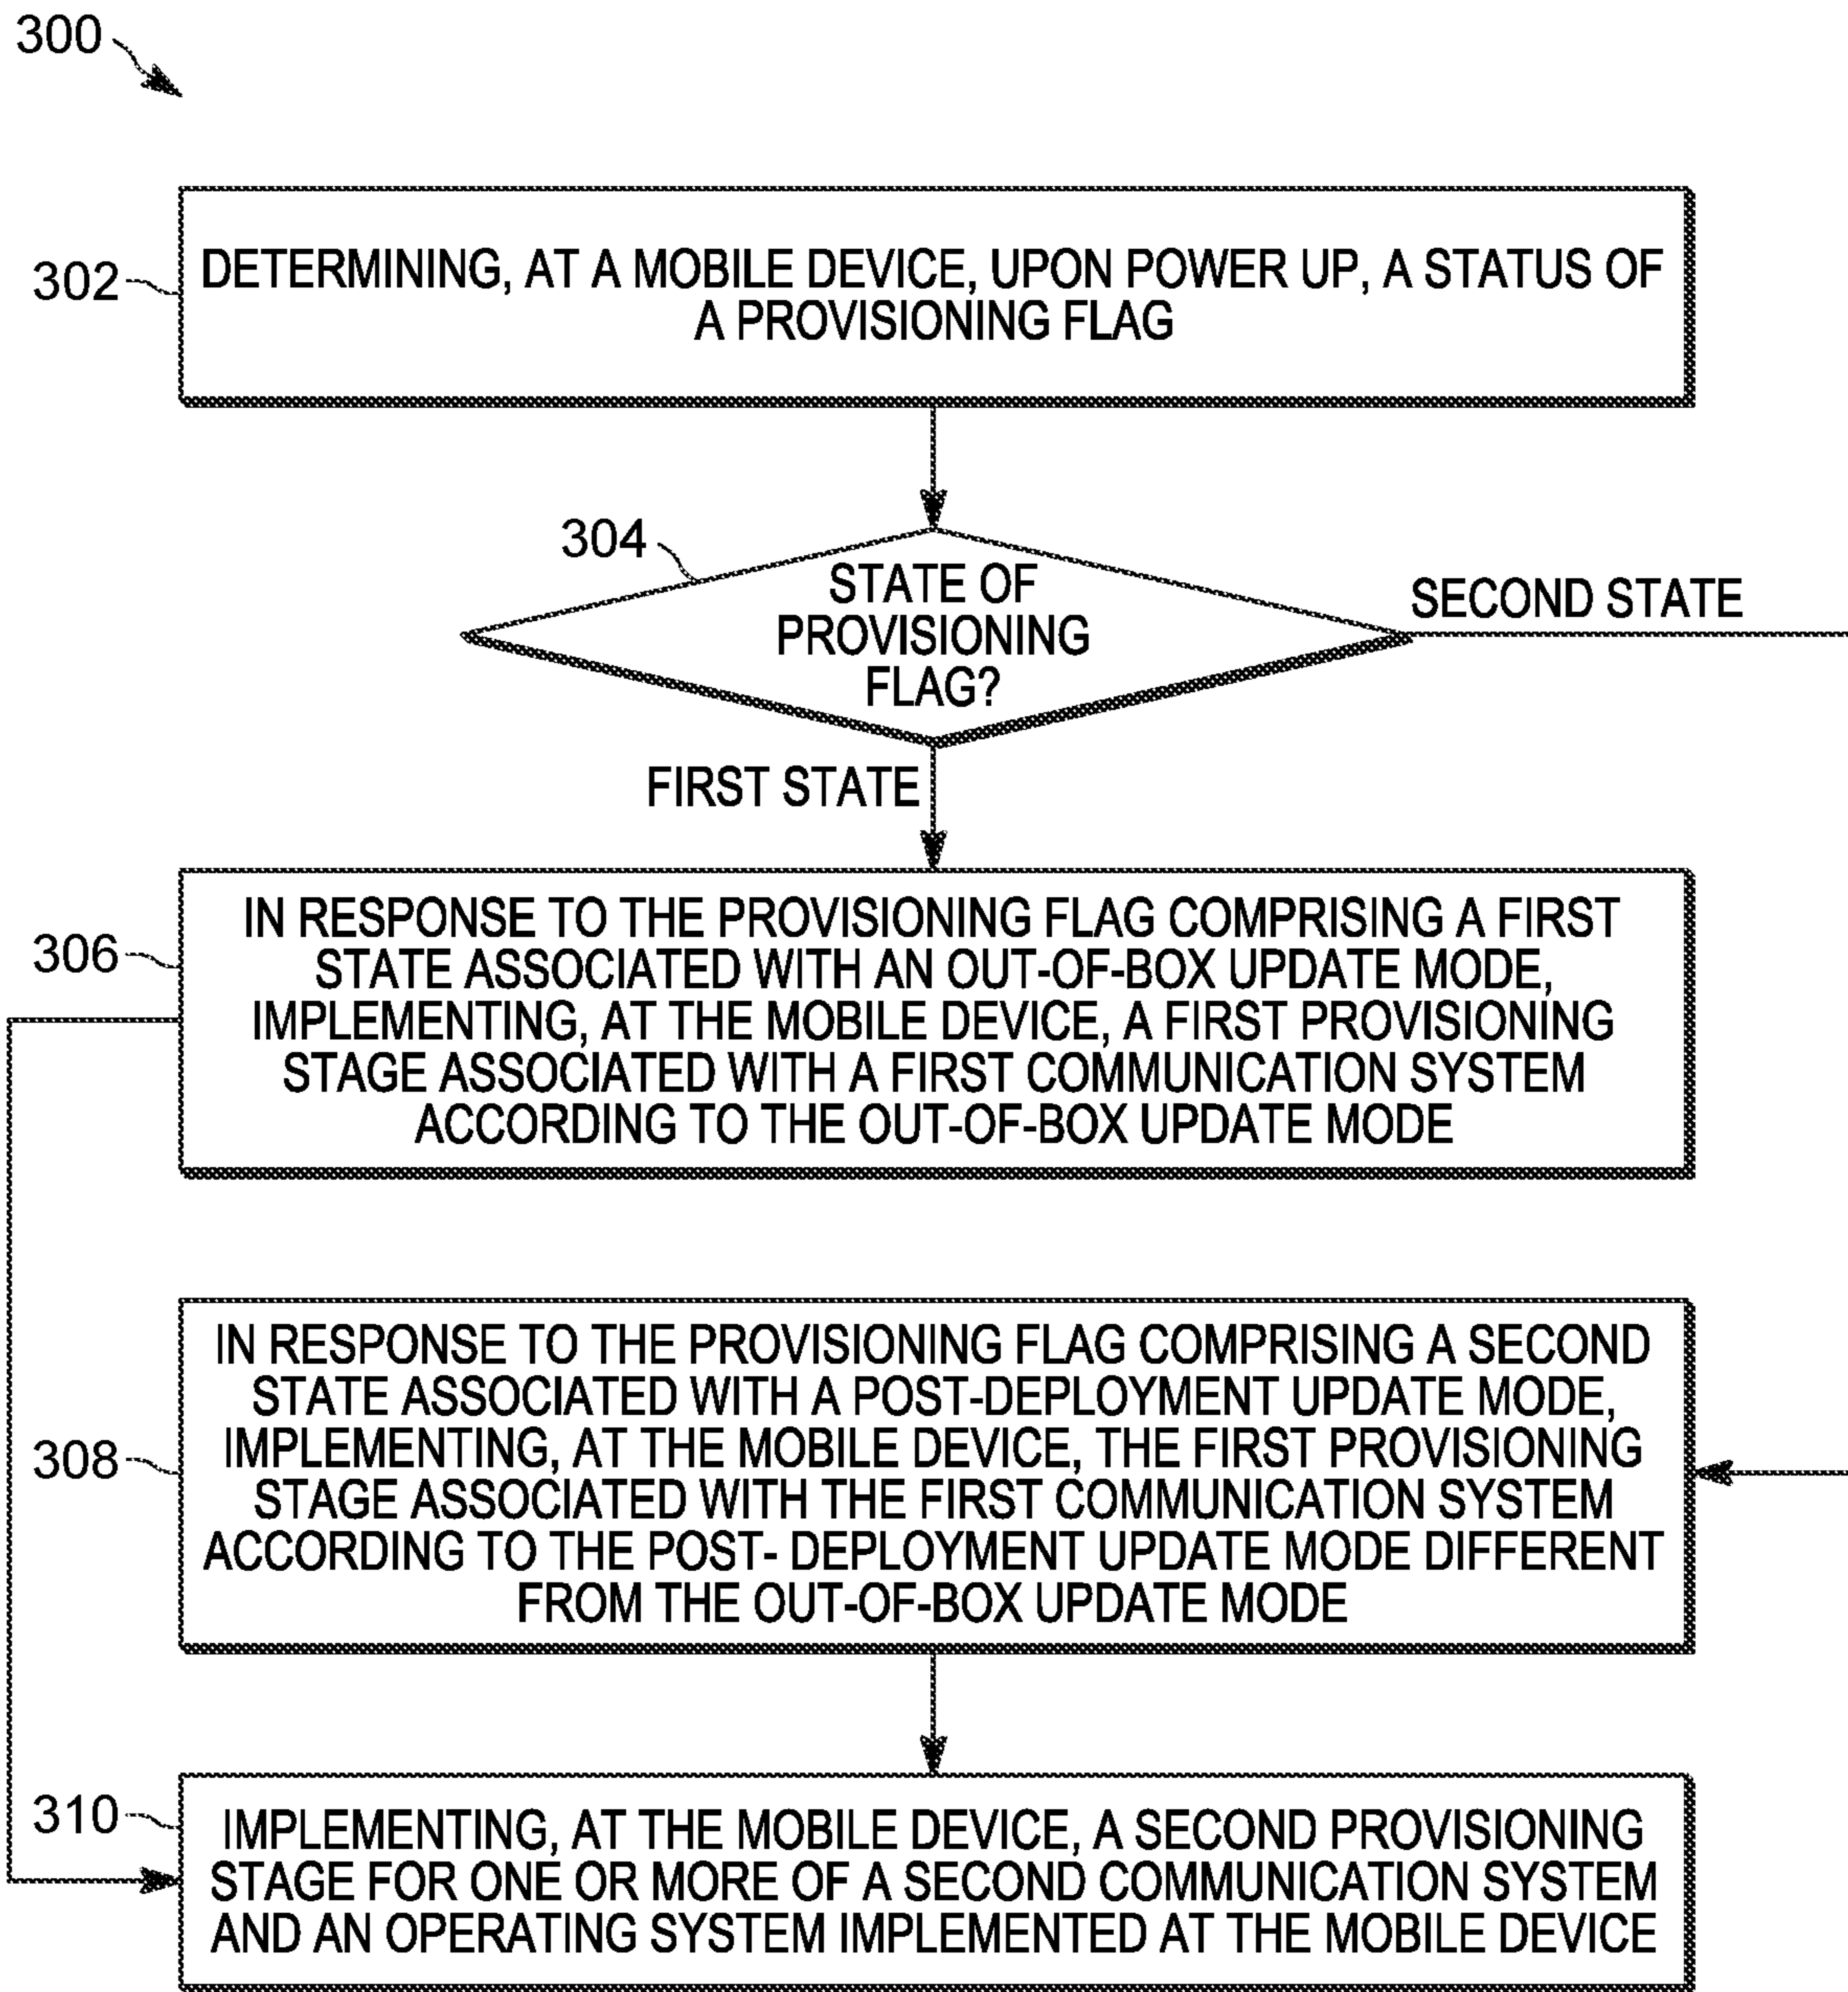 300
302
DETERMINING, AT A MOBILE DEVICE, UPON POWER UP, A STATUS OF
A PROVISIONING FLAG
304
STATE OF
PROVISIONING
FLAG?
SECOND STATE
FIRST STATE
306
IN RESPONSE TO THE PROVISIONING FLAG COMPRISING A FIRST
STATE ASSOCIATED WITH AN OUT-OF-BOX UPDATE MODE,
IMPLEMENTING, AT THE MOBILE DEVICE, A FIRST PROVISIONING
STAGE ASSOCIATED WITH A FIRST COMMUNICATION SYSTEM
ACCORDING TO THE OUT-OF-BOX UPDATE MODE
308
IN RESPONSE TO THE PROVISIONING FLAG COMPRISING A SECOND
STATE ASSOCIATED WITH A POST-DEPLOYMENT UPDATE MODE,
IMPLEMENTING, AT THE MOBILE DEVICE, THE FIRST PROVISIONING
STAGE ASSOCIATED WITH THE FIRST COMMUNICATION SYSTEM
ACCORDING TO THE POST- DEPLOYMENT UPDATE MODE DIFFERENT
FROM THE OUT-OF-BOX UPDATE MODE
310
IMPLEMENTING, AT THE MOBILE DEVICE, A SECOND PROVISIONING
STAGE FOR ONE OR MORE OF A SECOND COMMUNICATION SYSTEM
AND AN OPERATING SYSTEM IMPLEMENTED AT THE MOBILE DEVICE